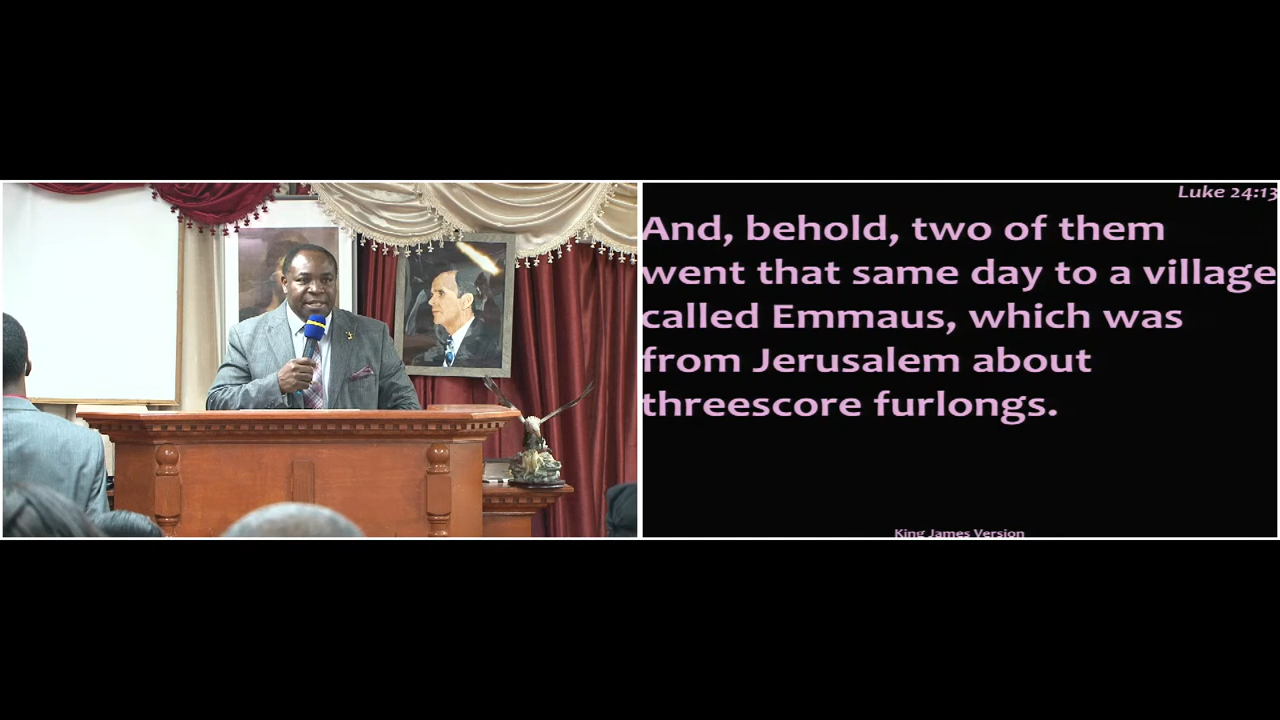 Luke 24:13
And, behold, two of them
went that same day to a village
called Emmaus, which was
from Jerusalem about
threescore furlongs.
King James Version